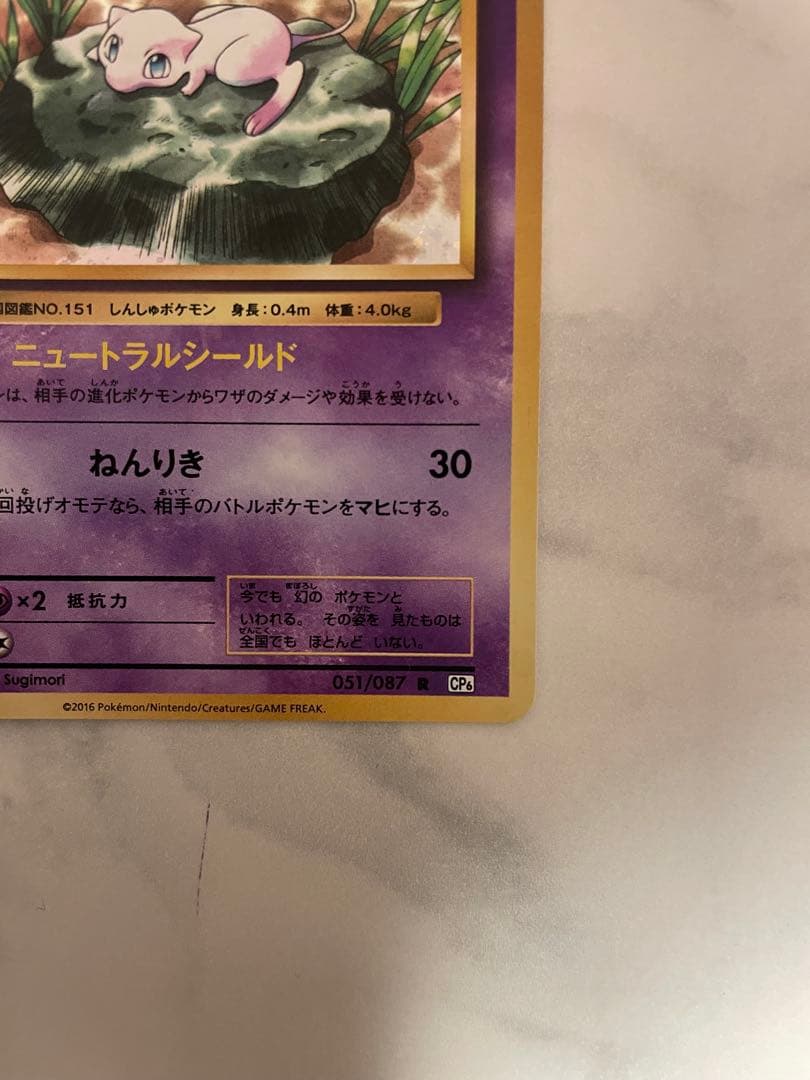 図鑑NO.151 しんしゅポケモン 身長:0.4m 体重:4.0kg
ニュートラルシールド
は、相手の進化ポケモンからワザのダメージや効果を受けない。
ねんりき 30
回投げオモテなら、相手のバトルポケモンをマヒにする。
×2 抵抗力
今でも 幻の ポケモンと
いわれる。 その姿を 見たものは
全国でも ほとんど いない。
Sugimori
051/087 R CP6
©2016 Pokémon/Nintendo/Creatures/GAME FREAK.